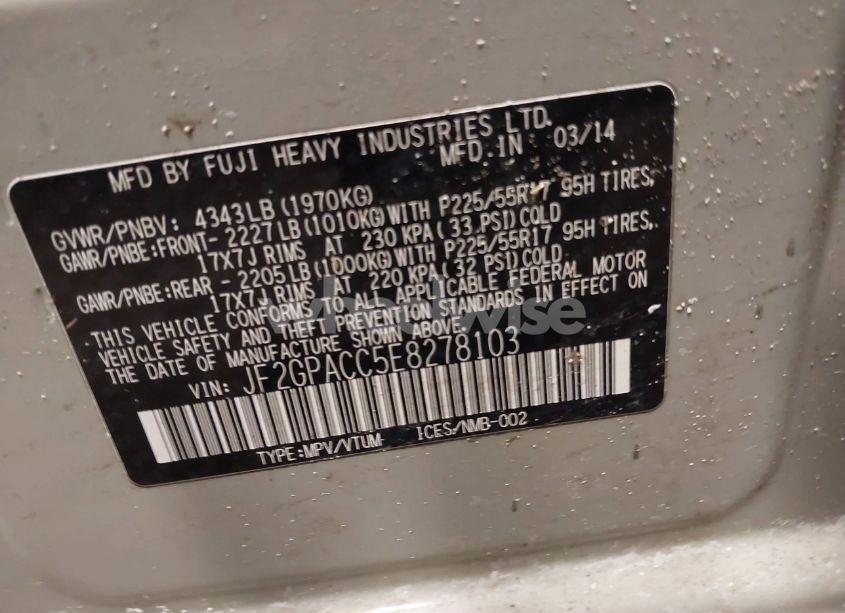 MFD BY FUJI HEAVY INDUSTRIES LTD.
MFD.IN 03/14
GVWR/PNBV: 4343LB (1970KG)
GAWR/PNBE:FRONT-2227LB(1010KG)WITH P225/55R17 95H TIRES,
17X7J RIMS AT 230 KPA(33 PSI)COLD
GAWR/PNBE:REAR -2205LB(1000KG)WITH P225/55R17 95H TIRES,
17X7J RIMS AT 220 KPA(32 PSI)COLD
THIS VEHICLE CONFORMS TO ALL APPLICABLE FEDERAL MOTOR
VEHICLE SAFETY AND THEFT PREVENTION STANDARDS IN EFFECT ON
THE DATE OF MANUFACTURE SHOWN ABOVE.
VIN: JF2GPACC5E8278103
TYPE:MPV/VTUM ICES/NMB-002